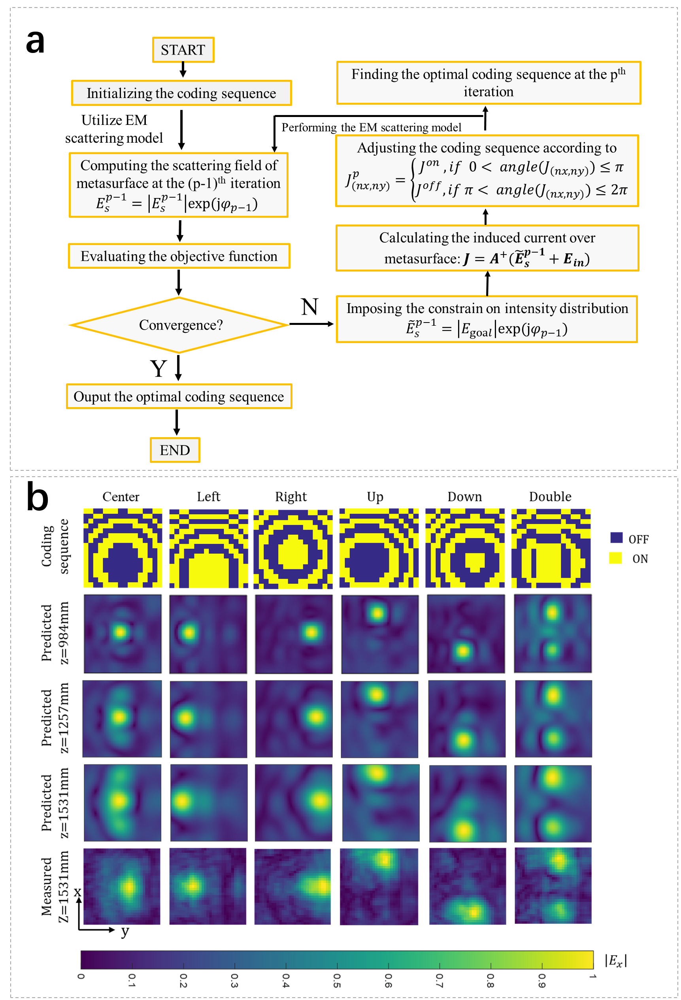 a
START
Initializing the coding sequence
Utilize EM
scattering model
Computing the scattering field of
metasurface at the (p-1)ᵗʰ iteration
E_s^{p−1} = |E_s^{p−1}|exp(jφ_{p−1})
Evaluating the objective function
Convergence?
N
Y
Ouput the optimal coding sequence
END
Finding the optimal coding sequence at the pᵗʰ
iteration
Performing the EM scattering model
Adjusting the coding sequence according to
J^p_{(nx,ny)} = { J^{on} , if 0 < angle(J_{(nx,ny)}) ≤ π
J^{off} , if π < angle(J_{(nx,ny)}) ≤ 2π
Calculating the induced current over
metasurface: J = A⁺(Ẽ_s^{p−1} + E_{in})
Imposing the constrain on intensity distribution
Ẽ_s^{p−1} = |E_{goal}|exp(jφ_{p−1})
b
Center Left Right Up Down Double
Coding
sequence
OFF
ON
Predicted
z=984mm
Predicted
z=1257mm
Predicted
z=1531mm
Measured
Z=1531mm
x
y
|E_x|
0 0.1 0.2 0.3 0.4 0.5 0.6 0.7 0.8 0.9 1